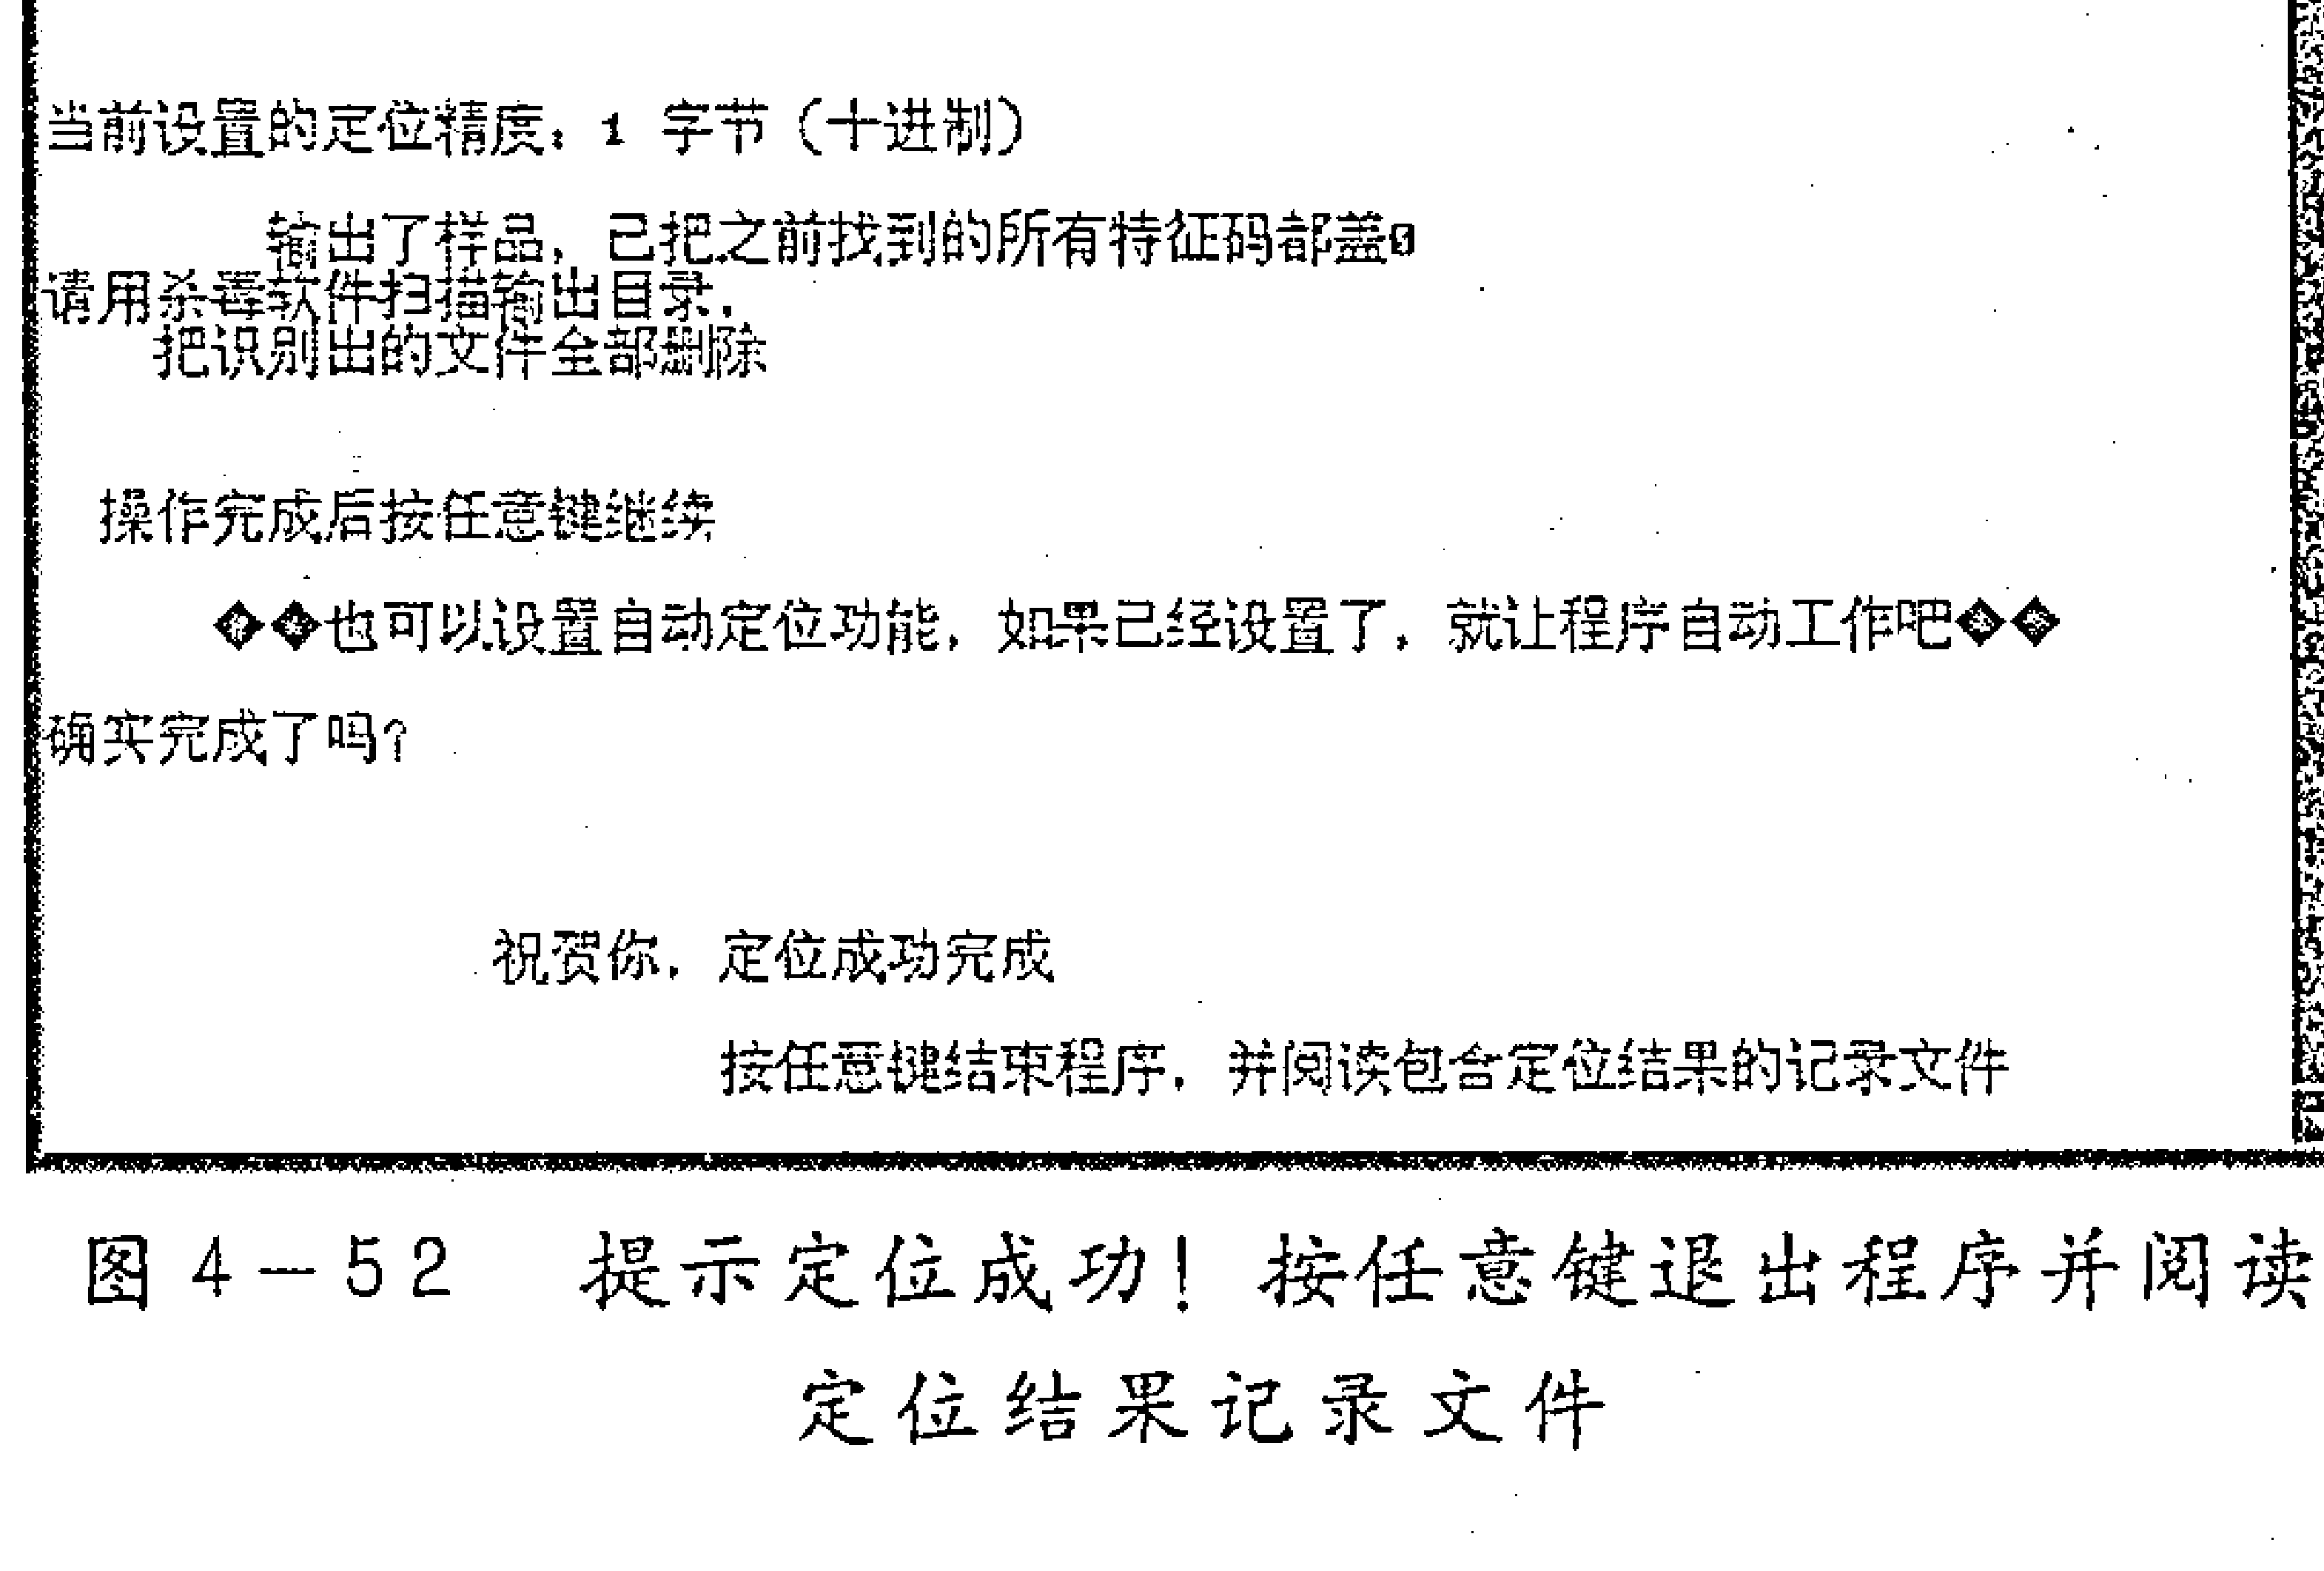 当前设置的定位精度：1 字节（十进制）
输出了样品，已把之前找到的所有特征码都盖0
请用杀毒软件扫描输出目录，
把识别出的文件全部删除
操作完成后按任意键继续
也可以设置自动定位功能，如果已经设置了，就让程序自动工作吧
确实完成了吗？
祝贺你，定位成功完成
按任意键结束程序，并阅读包含定位结果的记录文件
图4－52 提示定位成功！按任意键退出程序并阅读
定位结果记录文件